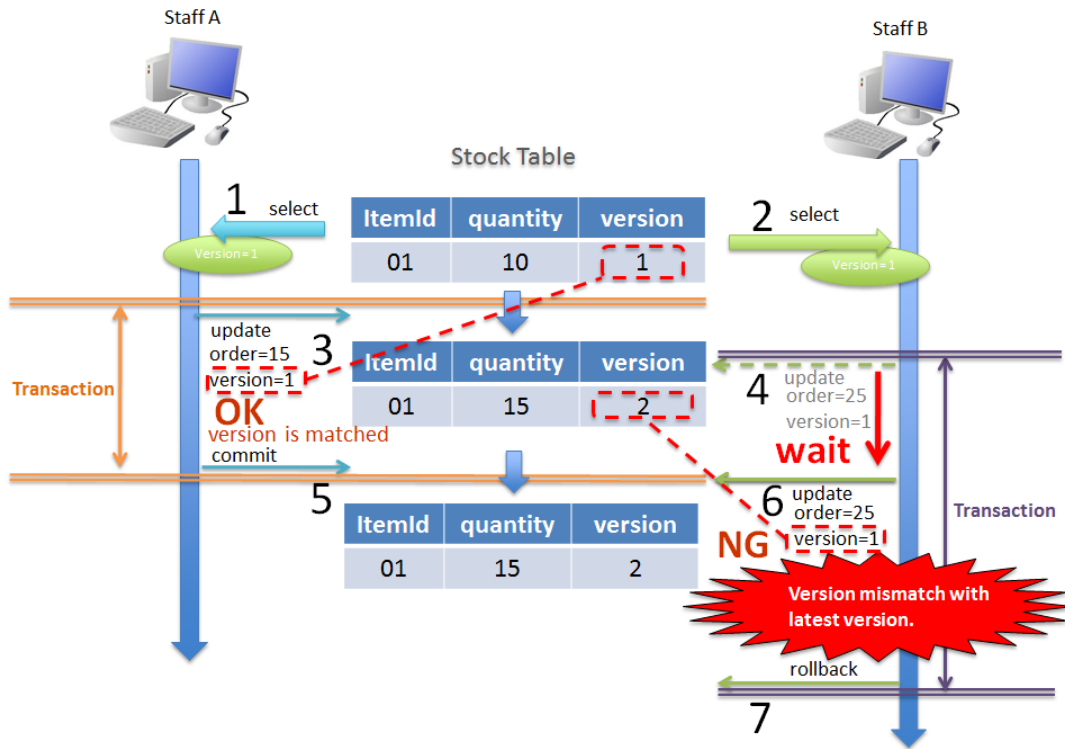 Staff A
Staff B
Stock Table
1 select
2 select
ItemId quantity version
01 10 1
Version=1
Version=1
update
order=15
version=1
3
OK
version is matched
commit
Transaction
ItemId quantity version
01 15 2
4
update
order=25
version=1
wait
5
6
update
order=25
version=1
NG
Transaction
ItemId quantity version
01 15 2
Version mismatch with
latest version.
rollback
7